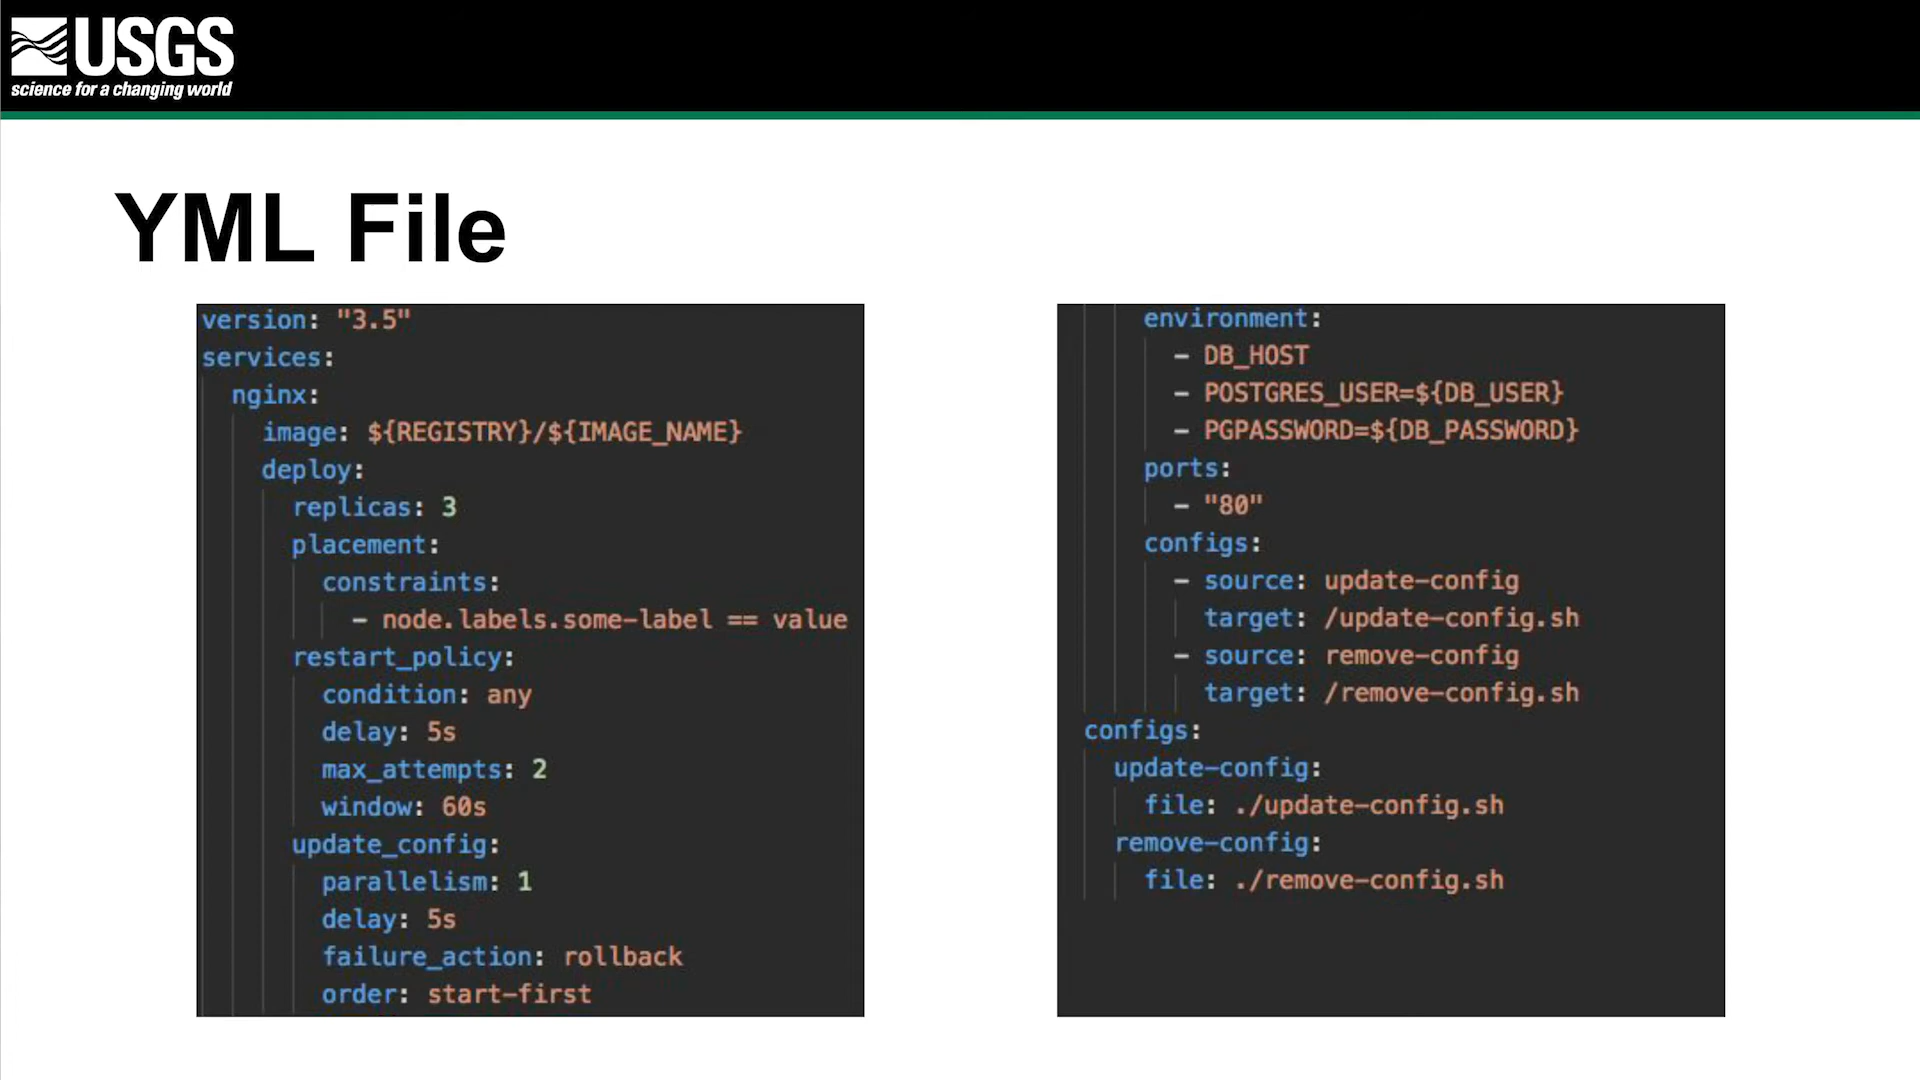 USGS
science for a changing world
YML File
version: "3.5"
services:
  nginx:
    image: ${REGISTRY}/${IMAGE_NAME}
    deploy:
      replicas: 3
      placement:
        constraints:
          - node.labels.some-label == value
      restart_policy:
        condition: any
        delay: 5s
        max_attempts: 2
        window: 60s
      update_config:
        parallelism: 1
        delay: 5s
        failure_action: rollback
        order: start-first
    environment:
      - DB_HOST
      - POSTGRES_USER=${DB_USER}
      - PGPASSWORD=${DB_PASSWORD}
    ports:
      - "80"
    configs:
      - source: update-config
        target: /update-config.sh
      - source: remove-config
        target: /remove-config.sh
configs:
  update-config:
    file: ./update-config.sh
  remove-config:
    file: ./remove-config.sh